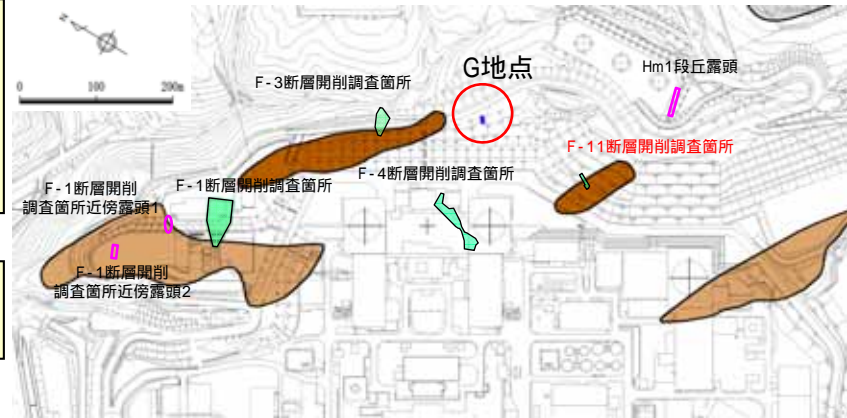 N
0 100 200m
F-3断層開削調査箇所
G地点
Hm1段丘露頭
F-11断層開削調査箇所
F-4断層開削調査箇所
F-1断層開削調査箇所
F-1断層開削
調査箇所近傍露頭1
F-1断層開削
調査箇所近傍露頭2